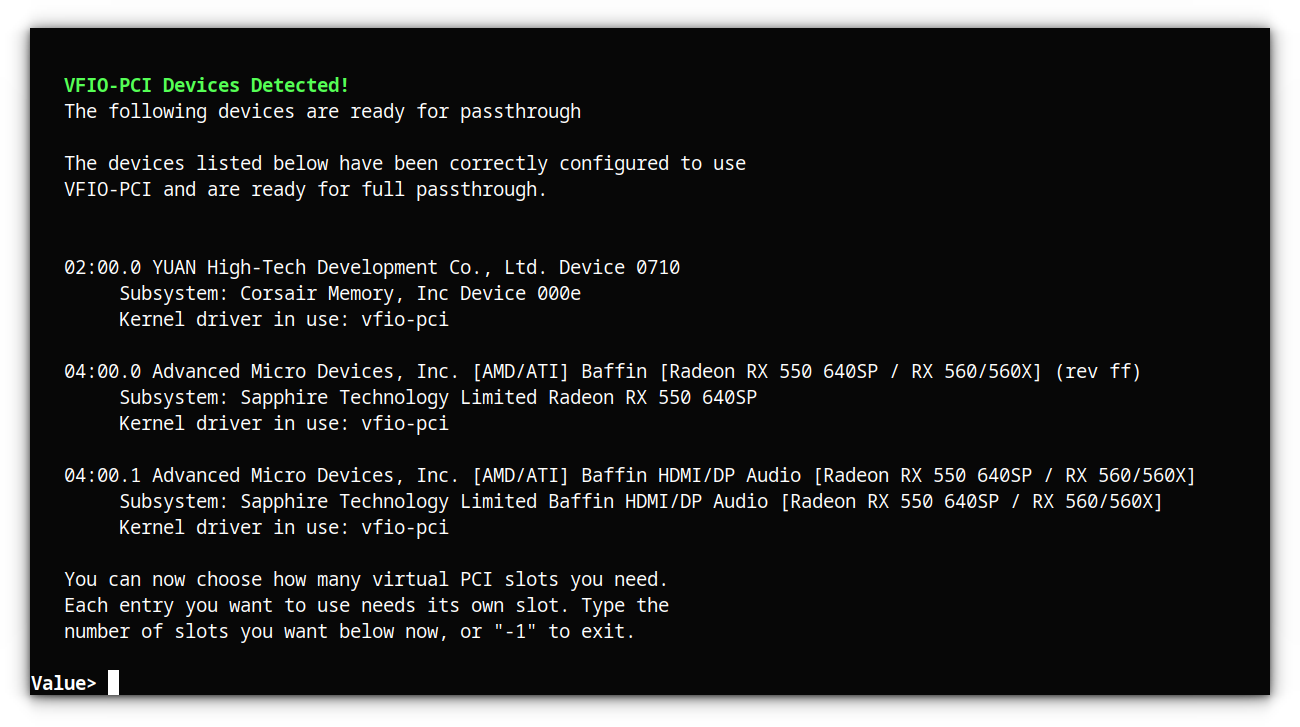 VFIO-PCI Devices Detected!
The following devices are ready for passthrough
The devices listed below have been correctly configured to use
VFIO-PCI and are ready for full passthrough.
02:00.0 YUAN High-Tech Development Co., Ltd. Device 0710
Subsystem: Corsair Memory, Inc Device 000e
Kernel driver in use: vfio-pci
04:00.0 Advanced Micro Devices, Inc. [AMD/ATI] Baffin [Radeon RX 550 640SP / RX 560/560X] (rev ff)
Subsystem: Sapphire Technology Limited Radeon RX 550 640SP
Kernel driver in use: vfio-pci
04:00.1 Advanced Micro Devices, Inc. [AMD/ATI] Baffin HDMI/DP Audio [Radeon RX 550 640SP / RX 560/560X]
Subsystem: Sapphire Technology Limited Baffin HDMI/DP Audio [Radeon RX 550 640SP / RX 560/560X]
Kernel driver in use: vfio-pci
You can now choose how many virtual PCI slots you need.
Each entry you want to use needs its own slot. Type the
number of slots you want below now, or "-1" to exit.
Value>